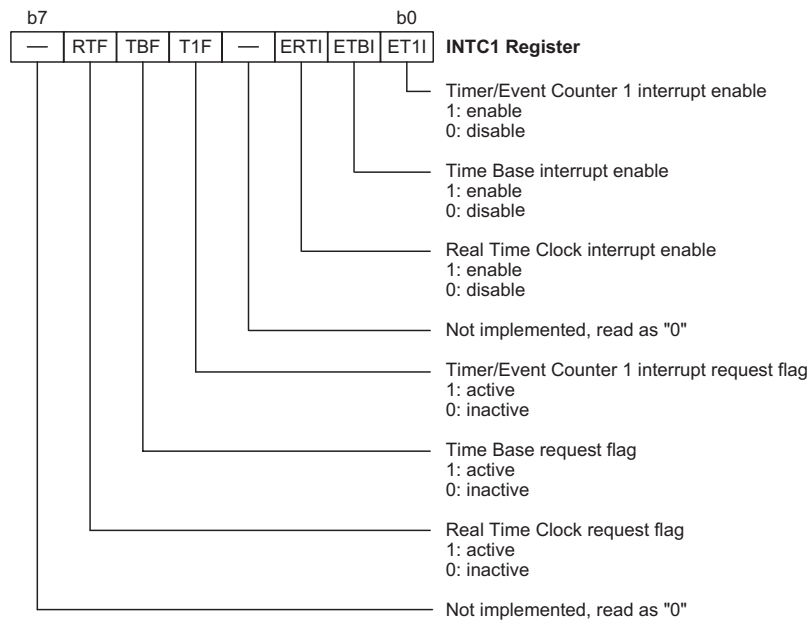 b7 b0
— RTF TBF T1F — ERTI ETBI ET1I INTC1 Register
Timer/Event Counter 1 interrupt enable
1: enable
0: disable
Time Base interrupt enable
1: enable
0: disable
Real Time Clock interrupt enable
1: enable
0: disable
Not implemented, read as "0"
Timer/Event Counter 1 interrupt request flag
1: active
0: inactive
Time Base request flag
1: active
0: inactive
Real Time Clock request flag
1: active
0: inactive
Not implemented, read as "0"